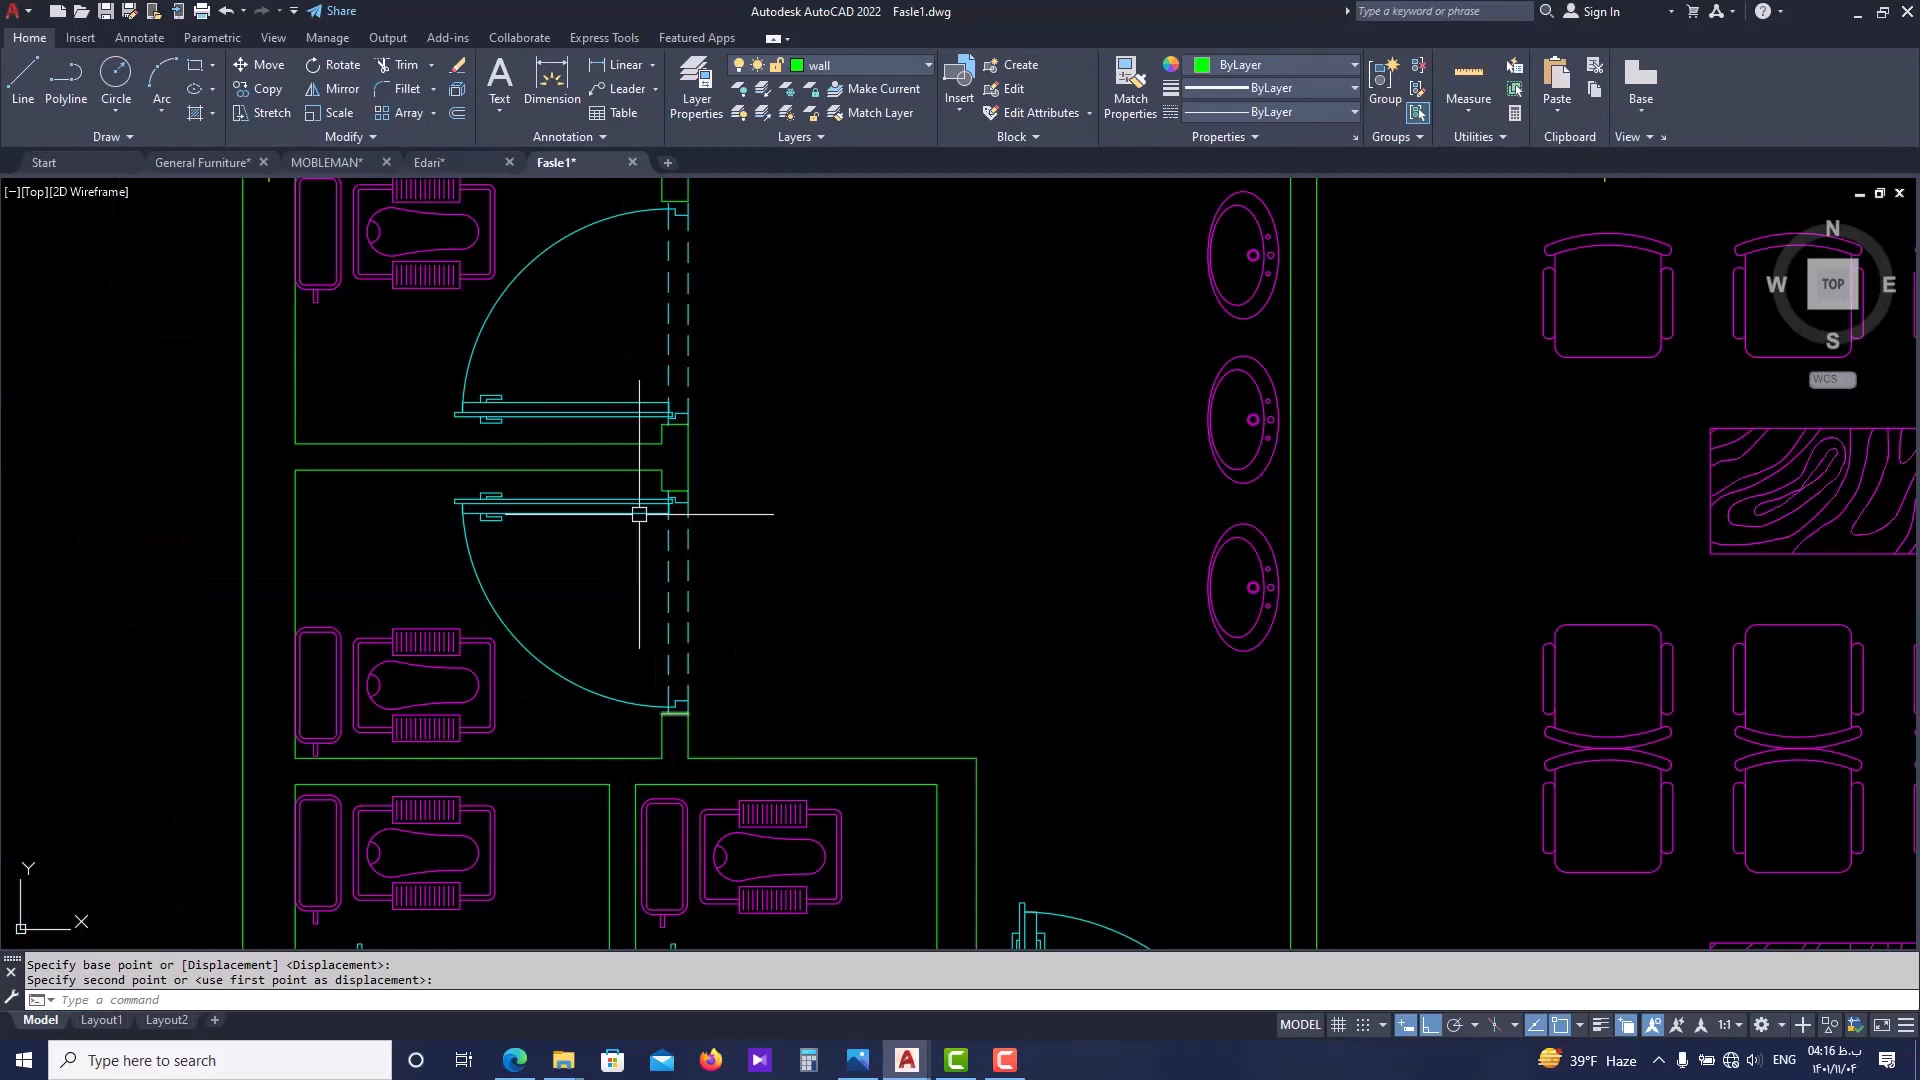 Share
Autodesk AutoCAD 2022 Fasle1.dwg
Type a keyword or phrase
Sign In
Home Insert Annotate Parametric View Manage Output Add-ins Collaborate Express Tools Featured Apps
Line Polyline Circle Arc
Draw
Move Rotate Trim
Copy Mirror Fillet
Stretch Scale Array
Modify
Text Dimension
Linear
Leader
Table
Annotation
Layer Properties
wall
Make Current
Match Layer
Layers
Insert
Create
Edit
Edit Attributes
Block
Match Properties
ByLayer
ByLayer
ByLayer
Properties
Group
Groups
Measure
Utilities
Paste
Clipboard
Base
View
Start General Furniture* MOBLEMAN* Edari* Fasle1*
[−][Top][2D Wireframe]
N
W TOP E
S
WCS
Y
X
Specify base point or [Displacement] <Displacement>:
Specify second point or <use first point as displacement>:
Type a command
Model Layout1 Layout2
MODEL
1:1
Type here to search
39°F Haze
ENG
04:16 ب.ظ
۱۴۰۱/۱۱/۰۴